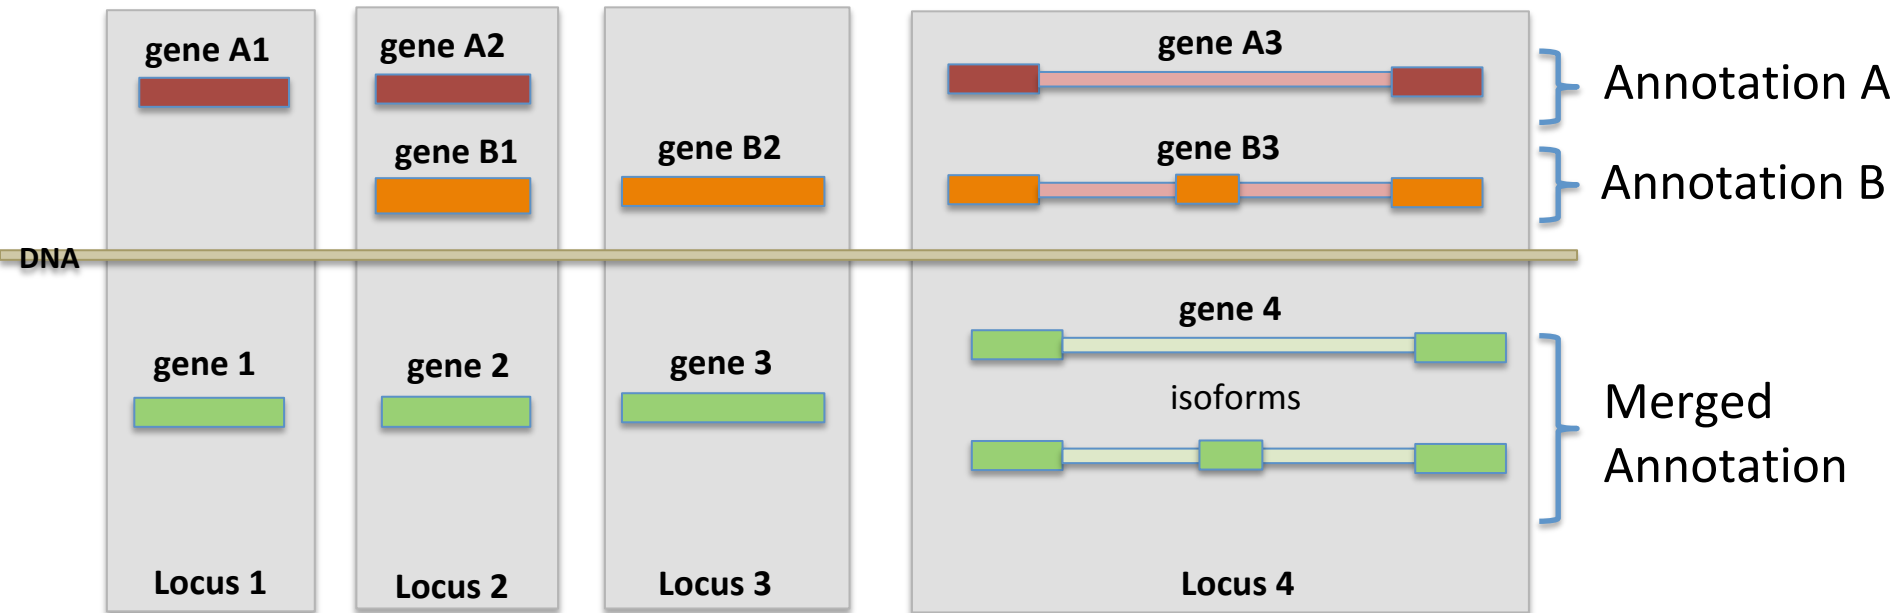 gene A1
gene A2
gene A3
Annotation A
gene B1
gene B2
gene B3
Annotation B
DNA
gene 1
gene 2
gene 3
gene 4
isoforms
Merged
Annotation
Locus 1
Locus 2
Locus 3
Locus 4